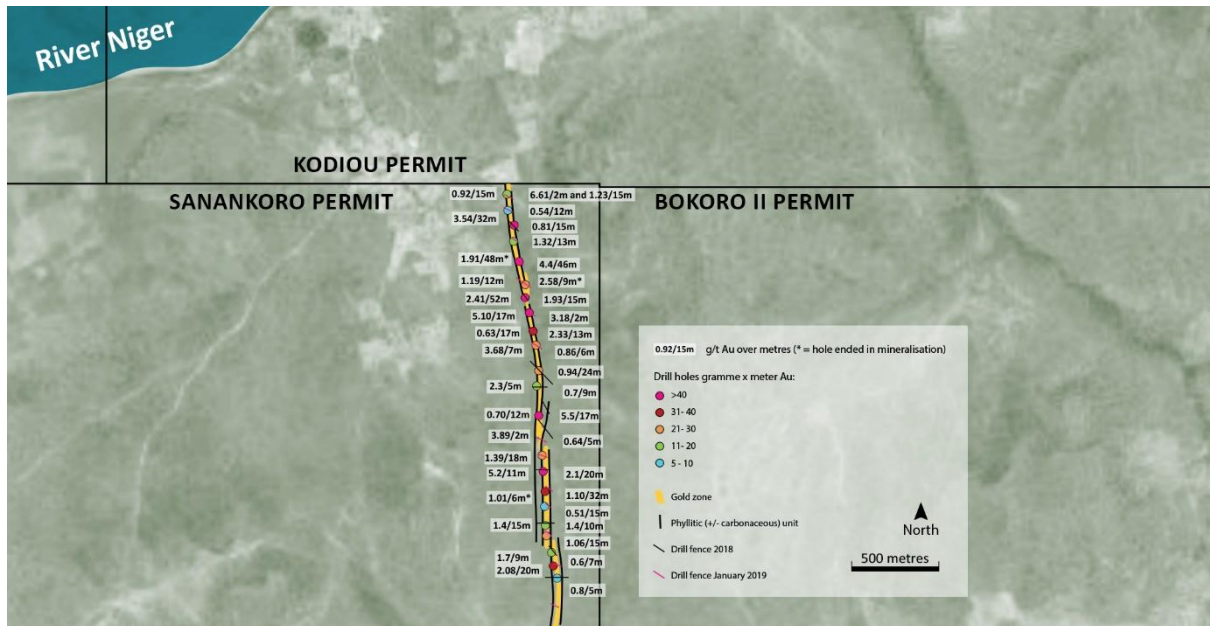 River Niger
KODIOU PERMIT
SANANKORO PERMIT
BOKORO II PERMIT
0.92/15m
6.61/2m and 1.23/15m
0.54/12m
3.54/32m
0.81/15m
1.32/13m
1.91/48m*
4.4/46m
1.19/12m
2.58/9m*
2.41/52m
1.93/15m
5.10/17m
3.18/2m
0.63/17m
2.33/13m
3.68/7m
0.86/6m
0.94/24m
2.3/5m
0.7/9m
0.70/12m
5.5/17m
3.89/2m
0.64/5m
1.39/18m
5.2/11m
2.1/20m
1.01/6m*
1.10/32m
0.51/15m
1.4/15m
1.4/10m
1.06/15m
1.7/9m
0.6/7m
2.08/20m
0.8/5m
0.92/15m g/t Au over metres (* = hole ended in mineralisation)
Drill holes gramme x meter Au:
>40
31- 40
21 - 30
11 - 20
5 - 10
Gold zone
Phyllitic (+/- carbonaceous) unit
Drill fence 2018
Drill fence January 2019
North
500 metres